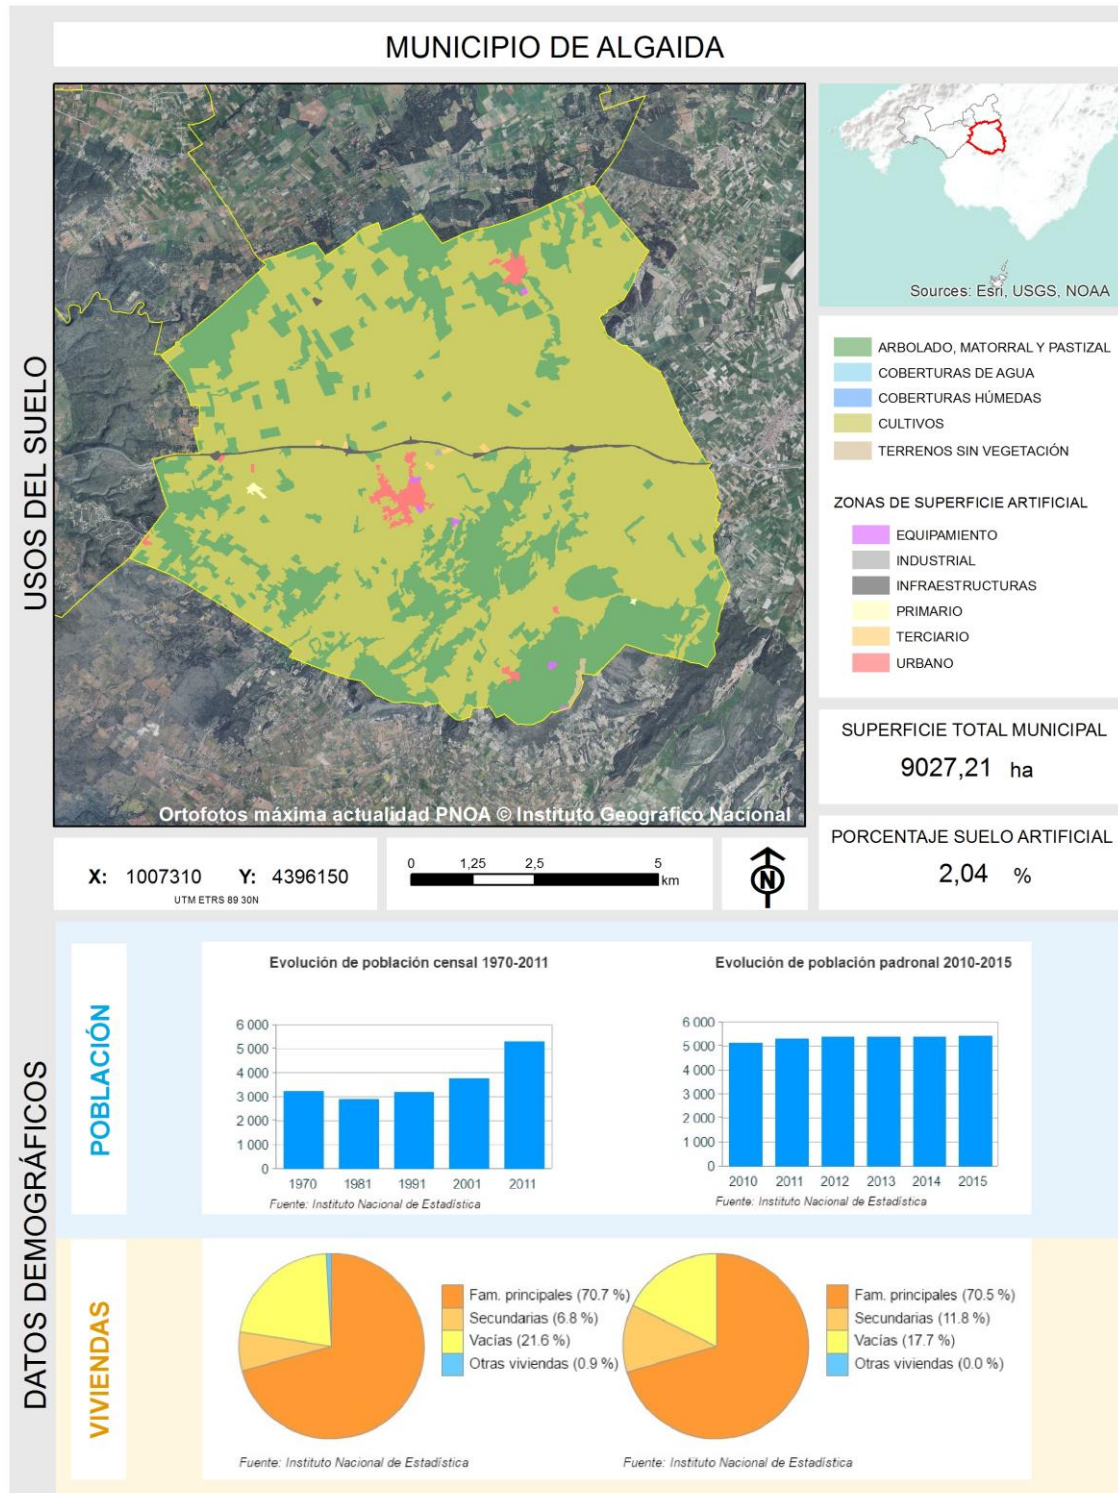 MUNICIPIO DE ALGAIDA
USOS DEL SUELO
Ortofotos máxima actualidad PNOA © Instituto Geográfico Nacional
Sources: Esri, USGS, NOAA
ARBOLADO, MATORRAL Y PASTIZAL
COBERTURAS DE AGUA
COBERTURAS HÚMEDAS
CULTIVOS
TERRENOS SIN VEGETACIÓN
ZONAS DE SUPERFICIE ARTIFICIAL
EQUIPAMIENTO
INDUSTRIAL
INFRAESTRUCTURAS
PRIMARIO
TERCIARIO
URBANO
SUPERFICIE TOTAL MUNICIPAL
9027,21 ha
PORCENTAJE SUELO ARTIFICIAL
2,04 %
X: 1007310 Y: 4396150
UTM ETRS 89 30N
0 1,25 2,5 5
km
N
DATOS DEMOGRÁFICOS
POBLACIÓN
Evolución de población censal 1970-2011
6 000
5 000
4 000
3 000
2 000
1 000
0
1970 1981 1991 2001 2011
Fuente: Instituto Nacional de Estadística
Evolución de población padronal 2010-2015
6 000
5 000
4 000
3 000
2 000
1 000
0
2010 2011 2012 2013 2014 2015
Fuente: Instituto Nacional de Estadística
VIVIENDAS
Fam. principales (70.7 %)
Secundarias (6.8 %)
Vacías (21.6 %)
Otras viviendas (0.9 %)
Fuente: Instituto Nacional de Estadística
Fam. principales (70.5 %)
Secundarias (11.8 %)
Vacías (17.7 %)
Otras viviendas (0.0 %)
Fuente: Instituto Nacional de Estadística